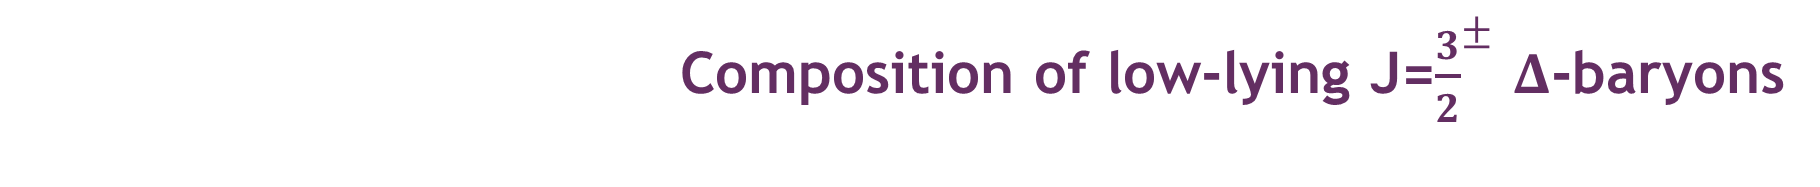 Composition of low-lying J=3/2± Δ-baryons